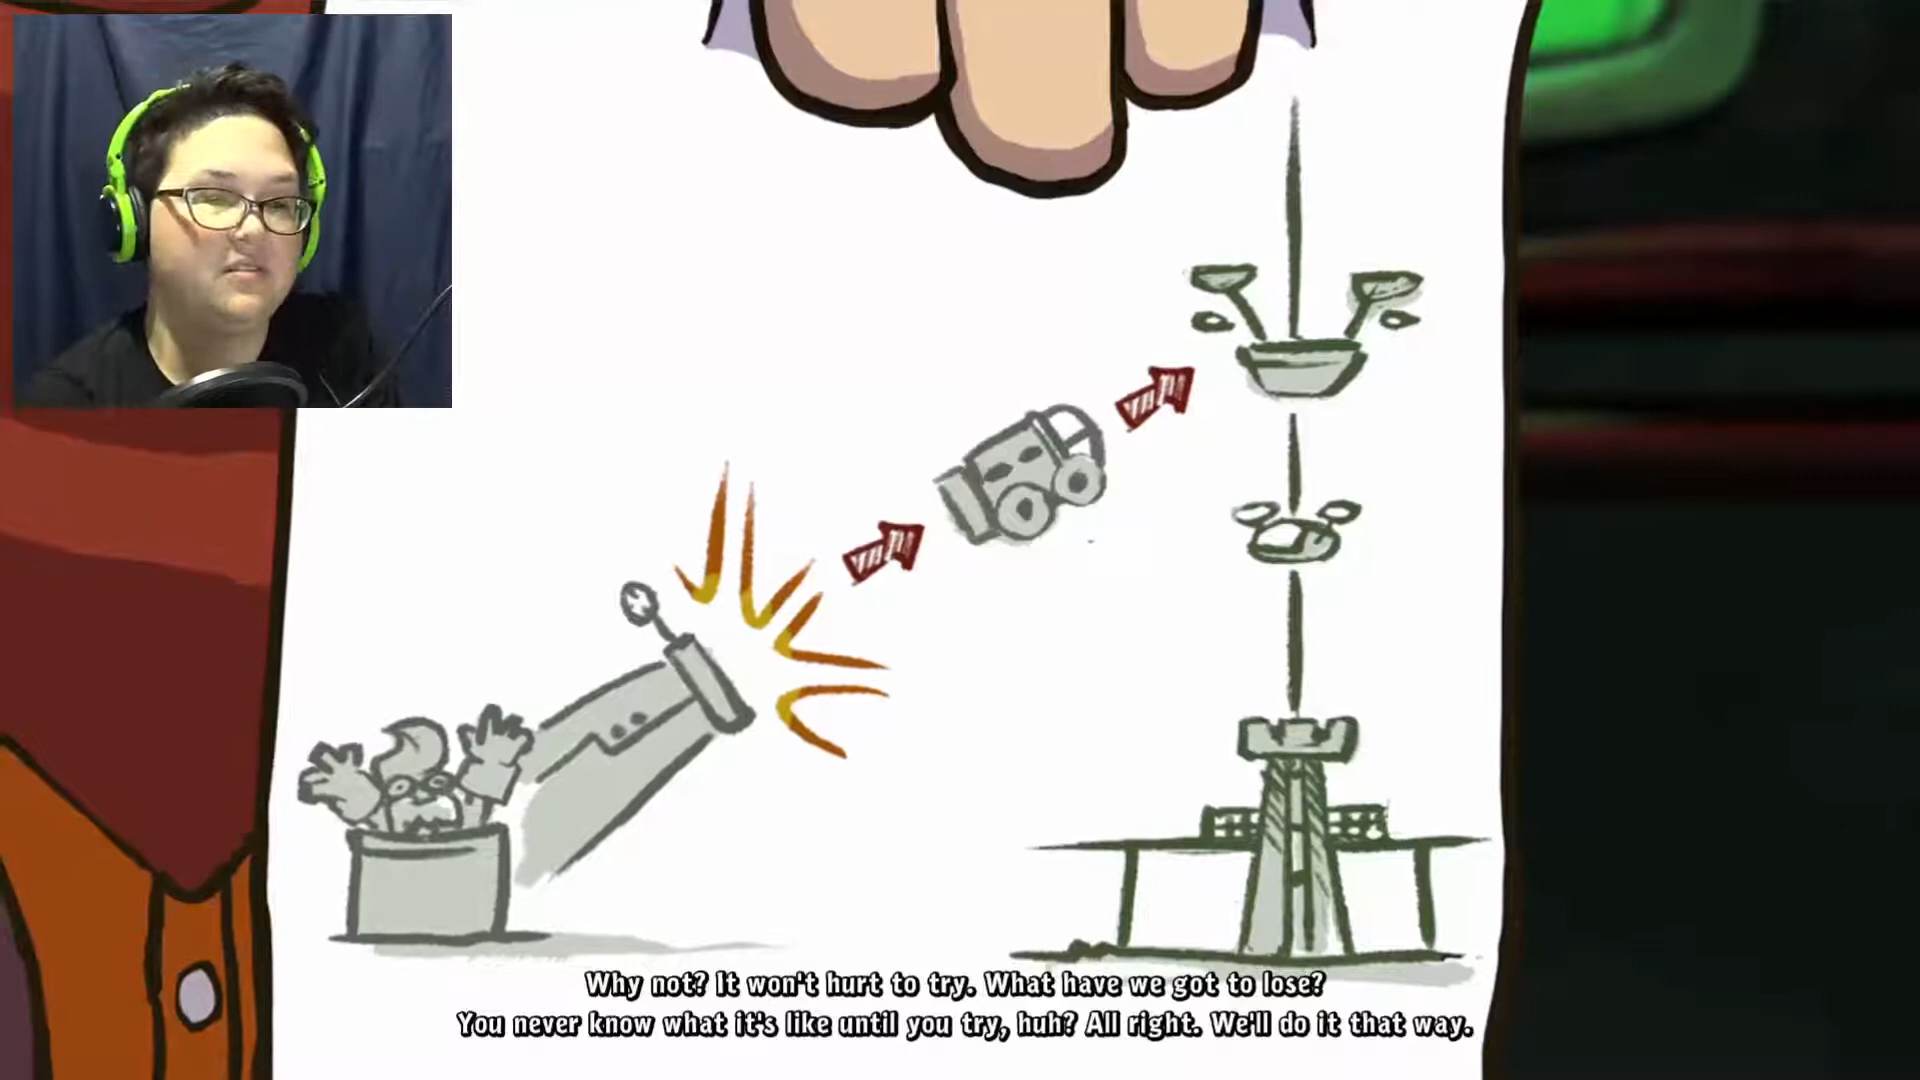 Why not? It won't hurt to try. What have we got to lose?
You never know what it's like until you try, huh? All right. We'll do it that way.